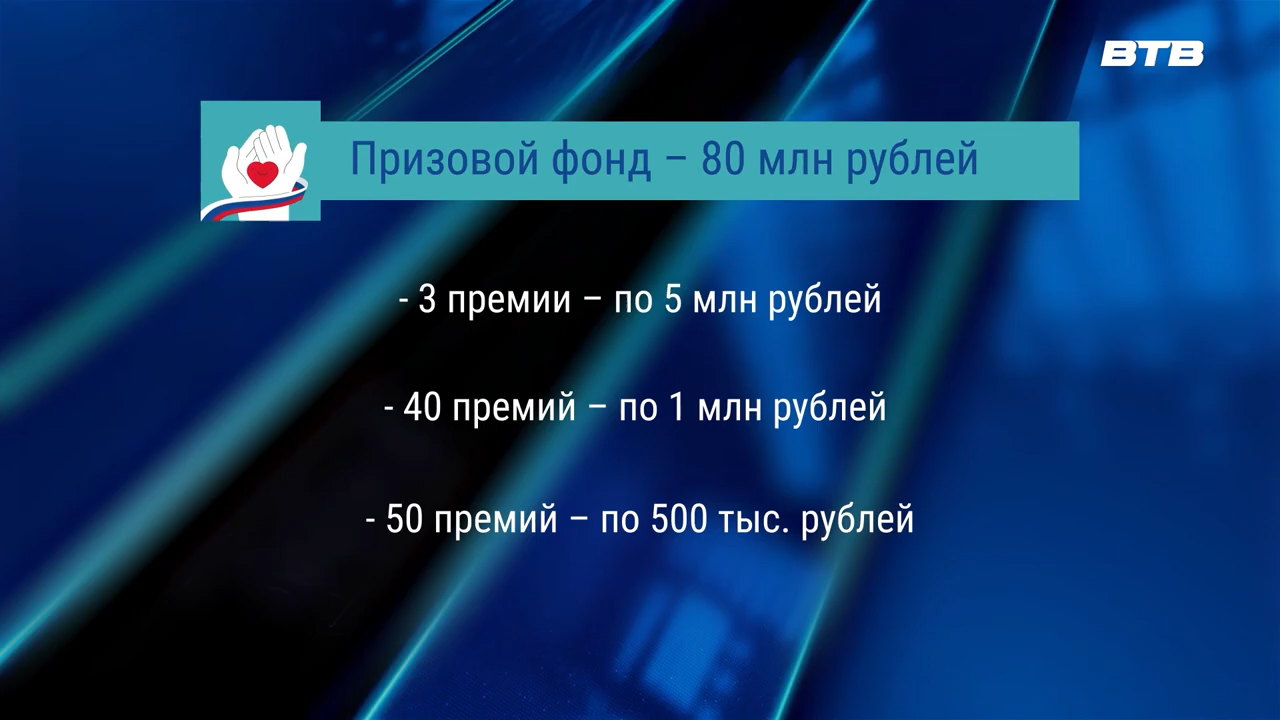 ВТВ
Призовой фонд – 80 млн рублей
- 3 премии – по 5 млн рублей
- 40 премий – по 1 млн рублей
- 50 премий – по 500 тыс. рублей